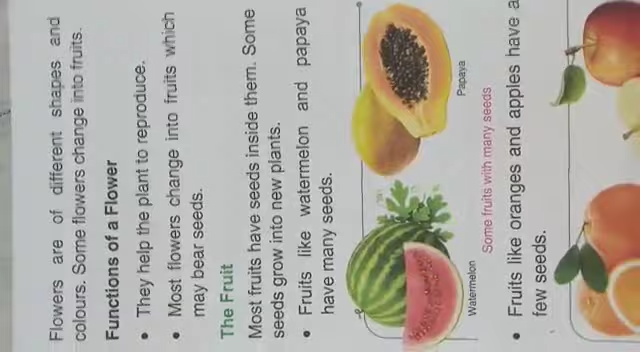 Flowers are of different shapes and
colours. Some flowers change into fruits.
Functions of a Flower
• They help the plant to reproduce.
• Most flowers change into fruits which
may bear seeds.
The Fruit
Most fruits have seeds inside them. Some
seeds grow into new plants.
• Fruits like watermelon and papaya
have many seeds.
Watermelon
Papaya
Some fruits with many seeds
• Fruits like oranges and apples have a
few seeds.